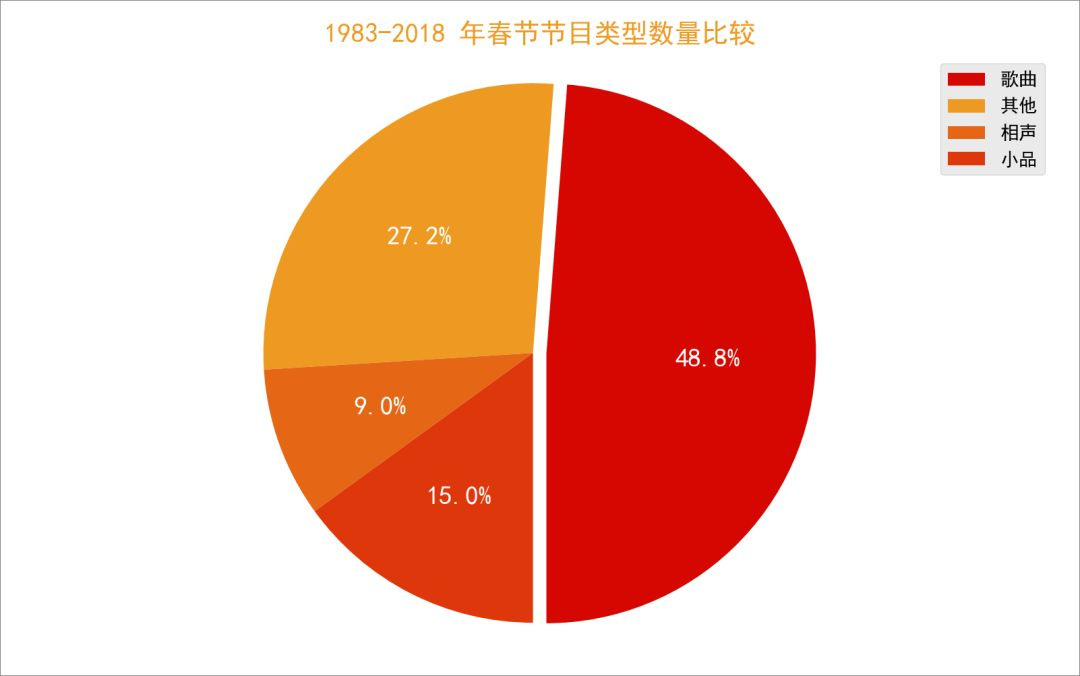 1983-2018 年春节节目类型数量比较
歌曲
其他
相声
小品
27.2%
48.8%
9.0%
15.0%